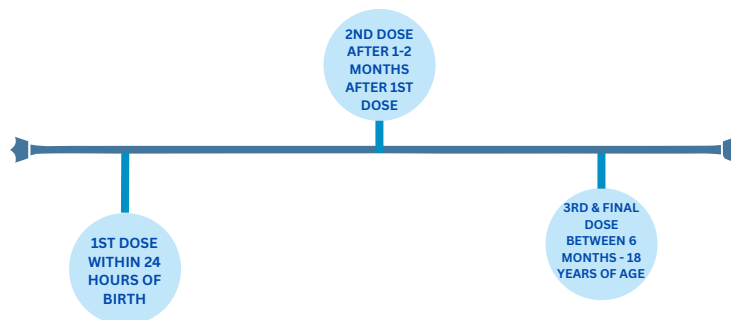 1ST DOSE
WITHIN 24
HOURS OF
BIRTH
2ND DOSE
AFTER 1-2
MONTHS
AFTER 1ST
DOSE
3RD & FINAL
DOSE
BETWEEN 6
MONTHS - 18
YEARS OF AGE